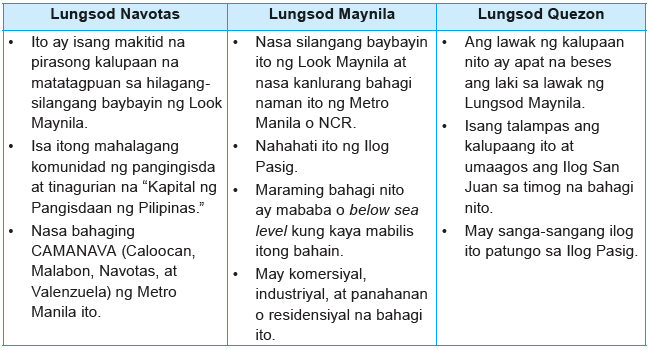 Lungsod Navotas
• Ito ay isang makitid na
pirasong kalupaan na
matatagpuan sa hilagang-
silangang baybayin ng Look
Maynila.
• Isa itong mahalagang
komunidad ng pangingisda
at tinagurian na “Kapital ng
Pangisdaan ng Pilipinas.”
• Nasa bahaging
CAMANAVA (Caloocan,
Malabon, Navotas, at
Valenzuela) ng Metro
Manila ito.
Lungsod Maynila
• Nasa silangang baybayin
ito ng Look Maynila at
nasa kanlurang bahagi
naman ito ng Metro
Manila o NCR.
• Nahahati ito ng Ilog
Pasig.
• Maraming bahagi nito
ay mababa o below sea
level kung kaya mabilis
itong bahain.
• May komersiyal,
industriyal, at panahanan
o residensiyal na bahagi
ito.
Lungsod Quezon
• Ang lawak ng kalupaan
nito ay apat na beses
ang laki sa lawak ng
Lungsod Maynila.
• Isang talampas ang
kalupaang ito at
umaagos ang Ilog San
Juan sa timog na bahagi
nito.
• May sanga-sangang ilog
ito patungo sa Ilog Pasig.